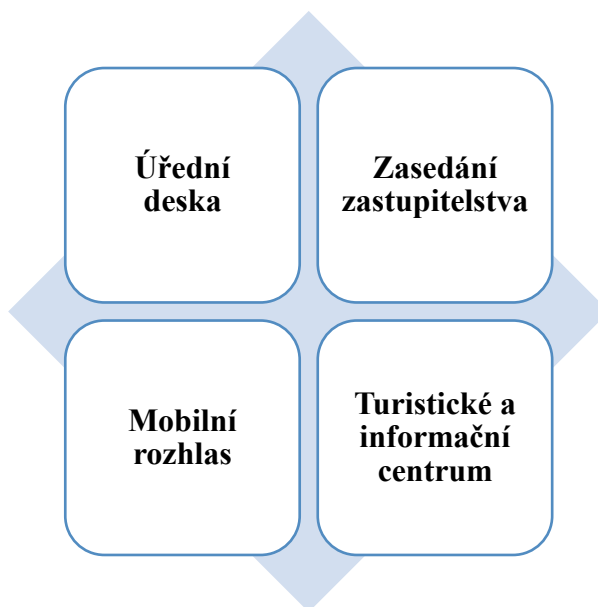 Úřední
deska
Zasedání
zastupitelstva
Mobilní
rozhlas
Turistické a
informační
centrum